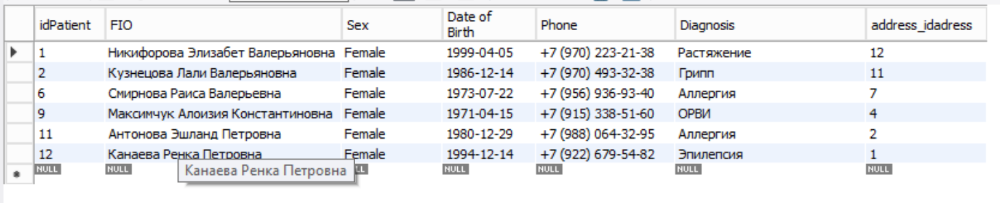 idPatient FIO Sex Date of Birth Phone Diagnosis address_idadress
1 Никифорова Элизабет Валерьяновна Female 1999-04-05 +7 (970) 223-21-38 Растяжение 12
2 Кузнецова Лали Валерьяновна Female 1986-12-14 +7 (970) 493-32-38 Грипп 11
6 Смирнова Раиса Валерьевна Female 1973-07-22 +7 (956) 936-93-40 Аллергия 7
9 Максимчук Алоизия Константиновна Female 1971-04-15 +7 (915) 338-51-60 ОРВИ 4
11 Антонова Эшланд Петровна Female 1980-12-29 +7 (988) 064-32-95 Аллергия 2
12 Канаева Ренка Петровна Female 1994-12-14 +7 (922) 679-54-82 Эпилепсия 1
NULL NULL NULL NULL NULL NULL
Канаева Ренка Петровна